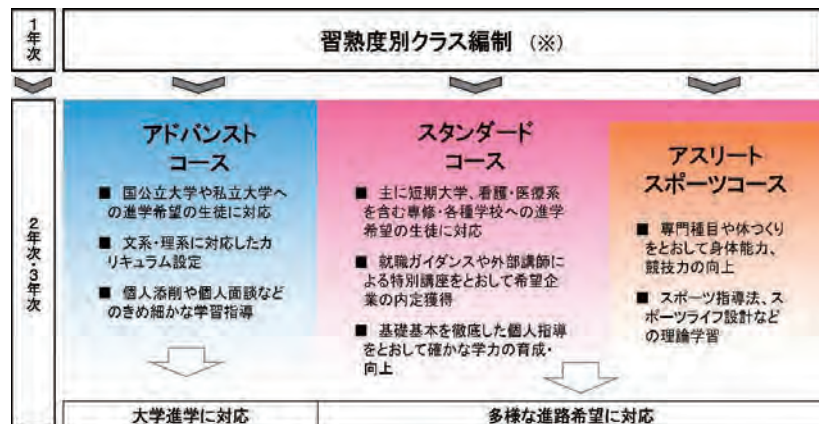 1年次
習熟度別クラス編制 (※)
2年次・3年次
アドバンスト
コース
■ 国公立大学や私立大学へ
の進学希望の生徒に対応
■ 文系・理系に対応したカ
リキュラム設定
■ 個人添削や個人面談など
のきめ細かな学習指導
スタンダード
コース
■ 主に短期大学、看護・医療系
を含む専修・各種学校への進学
希望の生徒に対応
■ 就職ガイダンスや外部講師に
よる特別講座をとおして希望企
業の内定獲得
■ 基礎基本を徹底した個人指導
をとおして確かな学力の育成・
向上
アスリート
スポーツコース
■ 専門種目や体つくり
をとおして身体能力、
競技力の向上
■ スポーツ指導法、ス
ポーツライフ設計など
の理論学習
大学進学に対応
多様な進路希望に対応